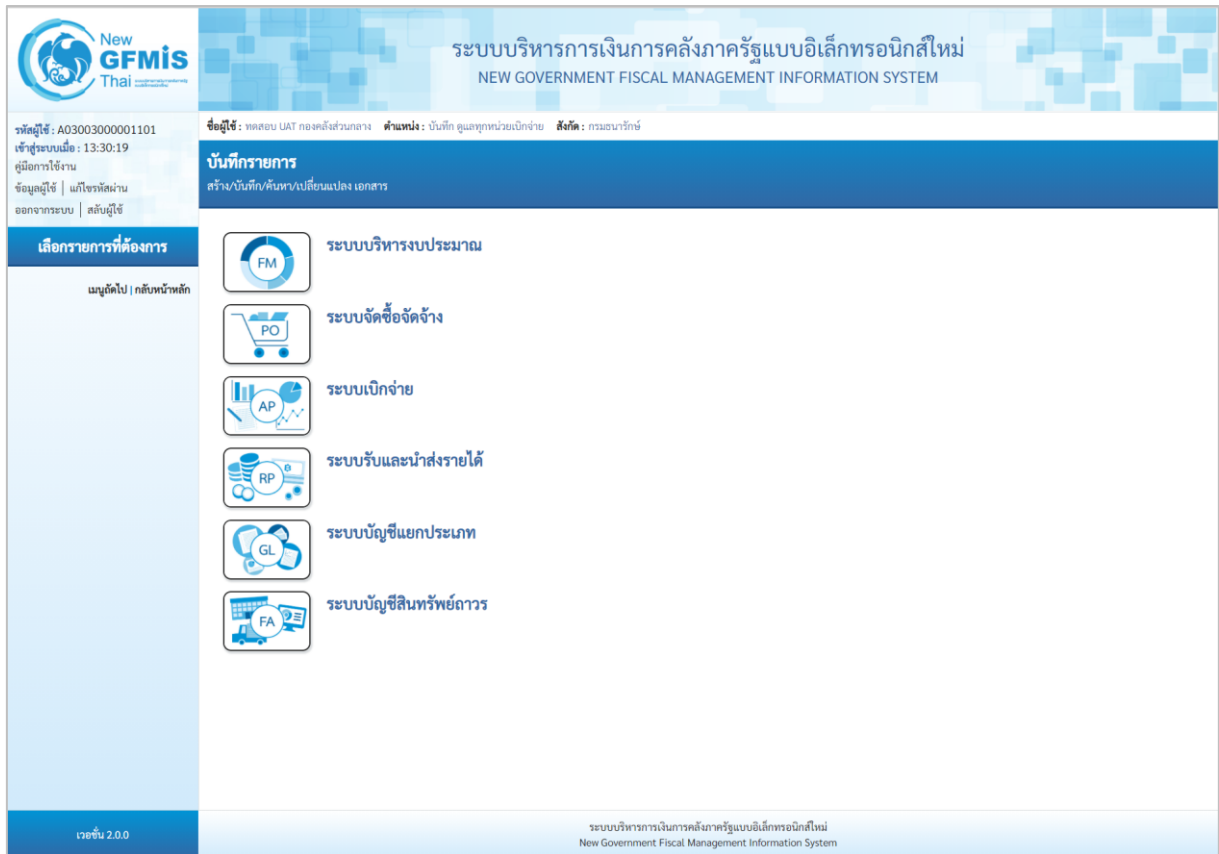 New
GFMiS
Thai
ระบบบริหารการเงินการคลังภาครัฐแบบอิเล็กทรอนิกส์ใหม่
NEW GOVERNMENT FISCAL MANAGEMENT INFORMATION SYSTEM
รหัสผู้ใช้ : A03003000001101
เข้าสู่ระบบเมื่อ : 13:30:19
คู่มือการใช้งาน
ข้อมูลผู้ใช้ | แก้ไขรหัสผ่าน
ออกจากระบบ | สลับผู้ใช้
ชื่อผู้ใช้ : ทดสอบ UAT กองคลังส่วนกลาง ตำแหน่ง : บันทึก ดูแลทุกหน่วยเบิกจ่าย สังกัด : กรมธนารักษ์
บันทึกรายการ
สร้าง/บันทึก/ค้นหา/เปลี่ยนแปลง เอกสาร
เลือกรายการที่ต้องการ
เมนูถัดไป | กลับหน้าหลัก
FM
ระบบบริหารงบประมาณ
PO
ระบบจัดซื้อจัดจ้าง
AP
ระบบเบิกจ่าย
RP
ระบบรับและนำส่งรายได้
GL
ระบบบัญชีแยกประเภท
FA
ระบบบัญชีสินทรัพย์ถาวร
เวอชั่น 2.0.0
ระบบบริหารการเงินการคลังภาครัฐแบบอิเล็กทรอนิกส์ใหม่
New Government Fiscal Management Information System